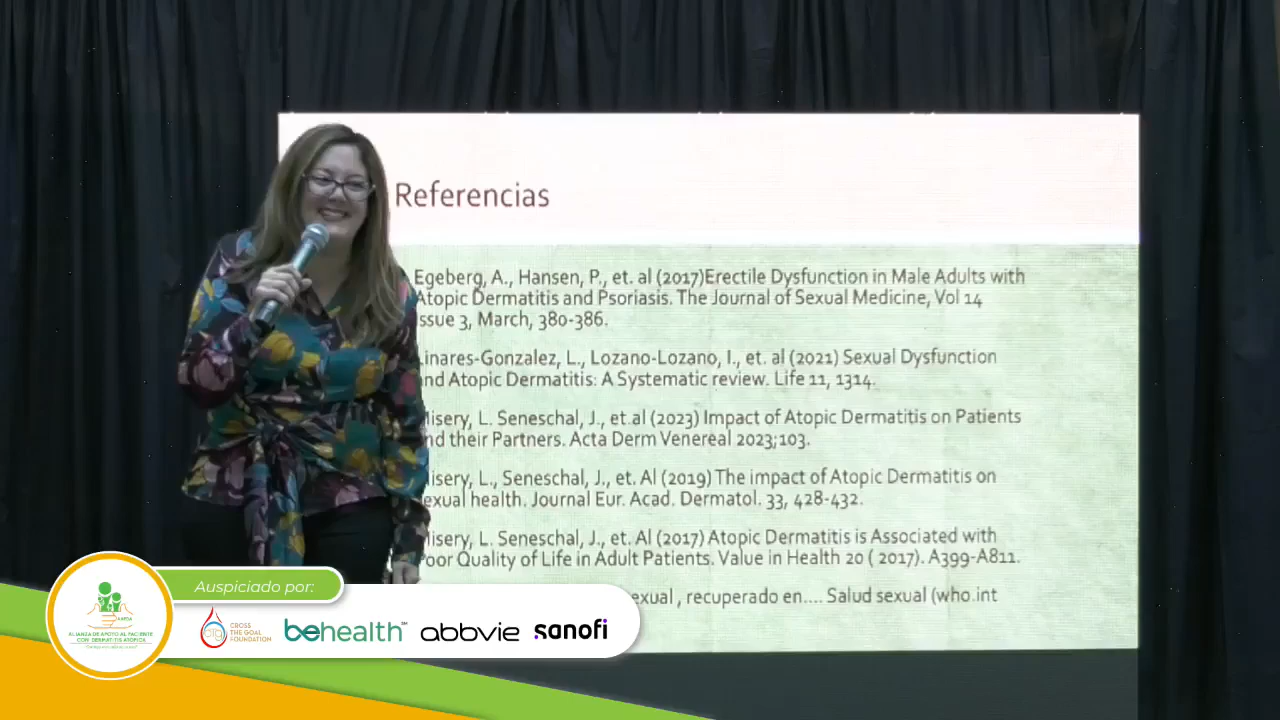 Referencias
Egeberg, A., Hansen, P., et. al (2017)Erectile Dysfunction in Male Adults with
Atopic Dermatitis and Psoriasis. The Journal of Sexual Medicine, Vol 14
ssue 3, March, 380-386.
inares-Gonzalez, L., Lozano-Lozano, I., et. al (2021) Sexual Dysfunction
nd Atopic Dermatitis: A Systematic review. Life 11, 1314.
isery, L. Seneschal, J., et.al (2023) Impact of Atopic Dermatitis on Patients
nd their Partners. Acta Derm Venereal 2023;103.
isery, L., Seneschal, J., et. Al (2019) The impact of Atopic Dermatitis on
exual health. Journal Eur. Acad. Dermatol. 33, 428-432.
isery, L. Seneschal, J., et. Al (2017) Atopic Dermatitis is Associated with
oor Quality of Life in Adult Patients. Value in Health 20 ( 2017). A399-A811.
exual , recuperado en.... Salud sexual (who.int
Auspiciado por:
ALIANZA DE APOYO AL PACIENTE
CON DERMATITIS ATÓPICA
CROSS
THE GOAL
FOUNDATION
behealth
abbvie
sanofi